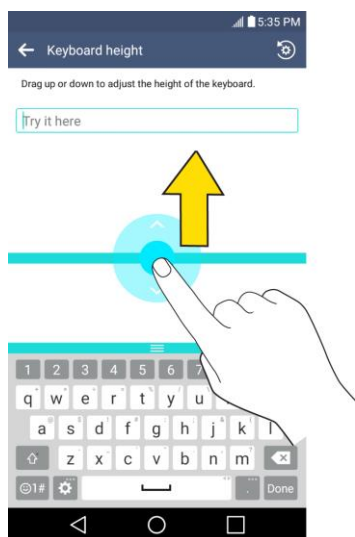 5:35 PM
Keyboard height
Drag up or down to adjust the height of the keyboard.
Try it here
1 2 3 4 5 6 7
q w e r t y u
a s d f g h j k l
z x c v b n m
1# . Done